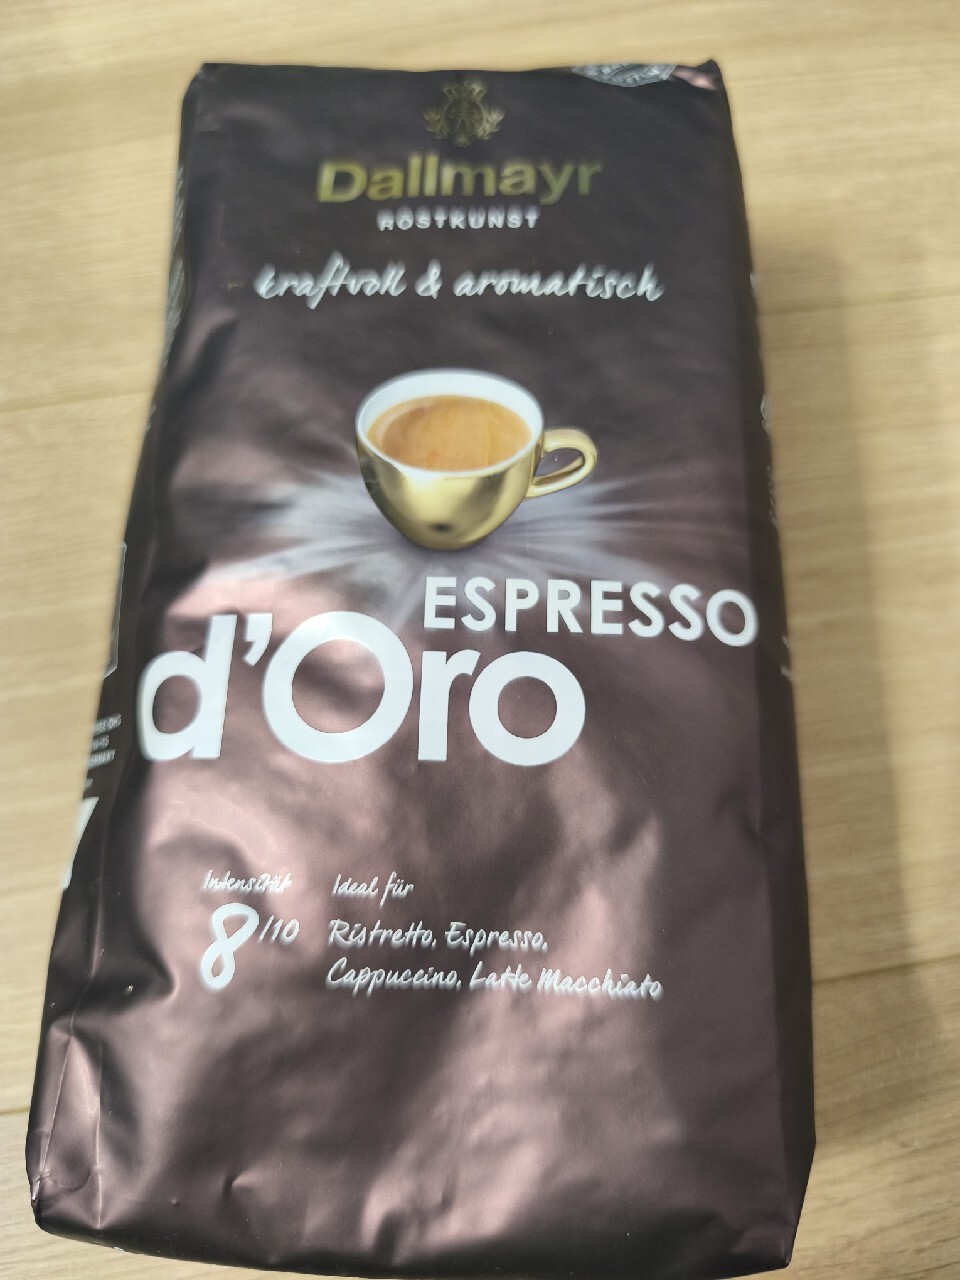 Dallmayr
RÖSTKUNST
kraftvoll & aromatisch
ESPRESSO
d'Oro
Intensität
8/10
Ideal für
Ristretto, Espresso,
Cappuccino, Latte Macchiato